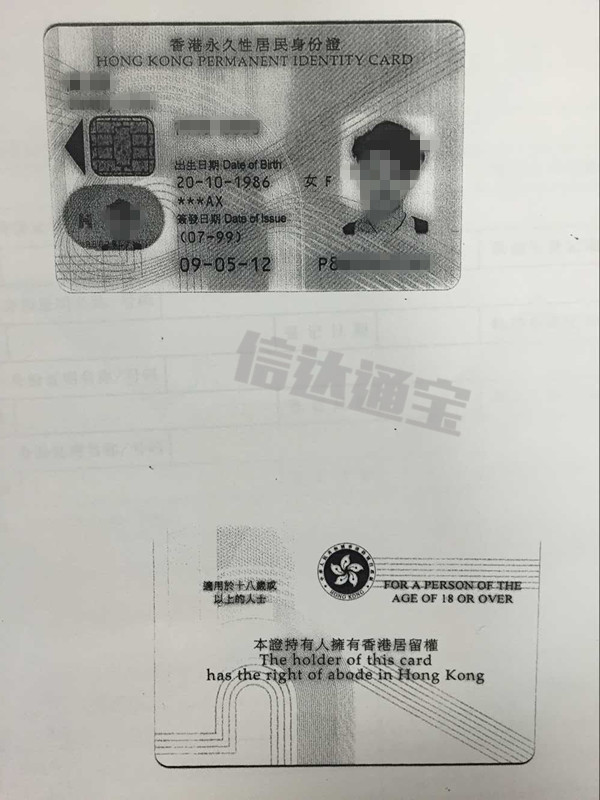 香港永久性居民身份證
HONG KONG PERMANENT IDENTITY CARD
出生日期 Date of Birth
20-10-1986 女 F
***AX
簽發日期 Date of Issue
(07-99)
09-05-12 P8
信达通宝
適用於十八歲或
以上的人士
HONG KONG
FOR A PERSON OF THE
AGE OF 18 OR OVER
本證持有人擁有香港居留權
The holder of this card
has the right of abode in Hong Kong